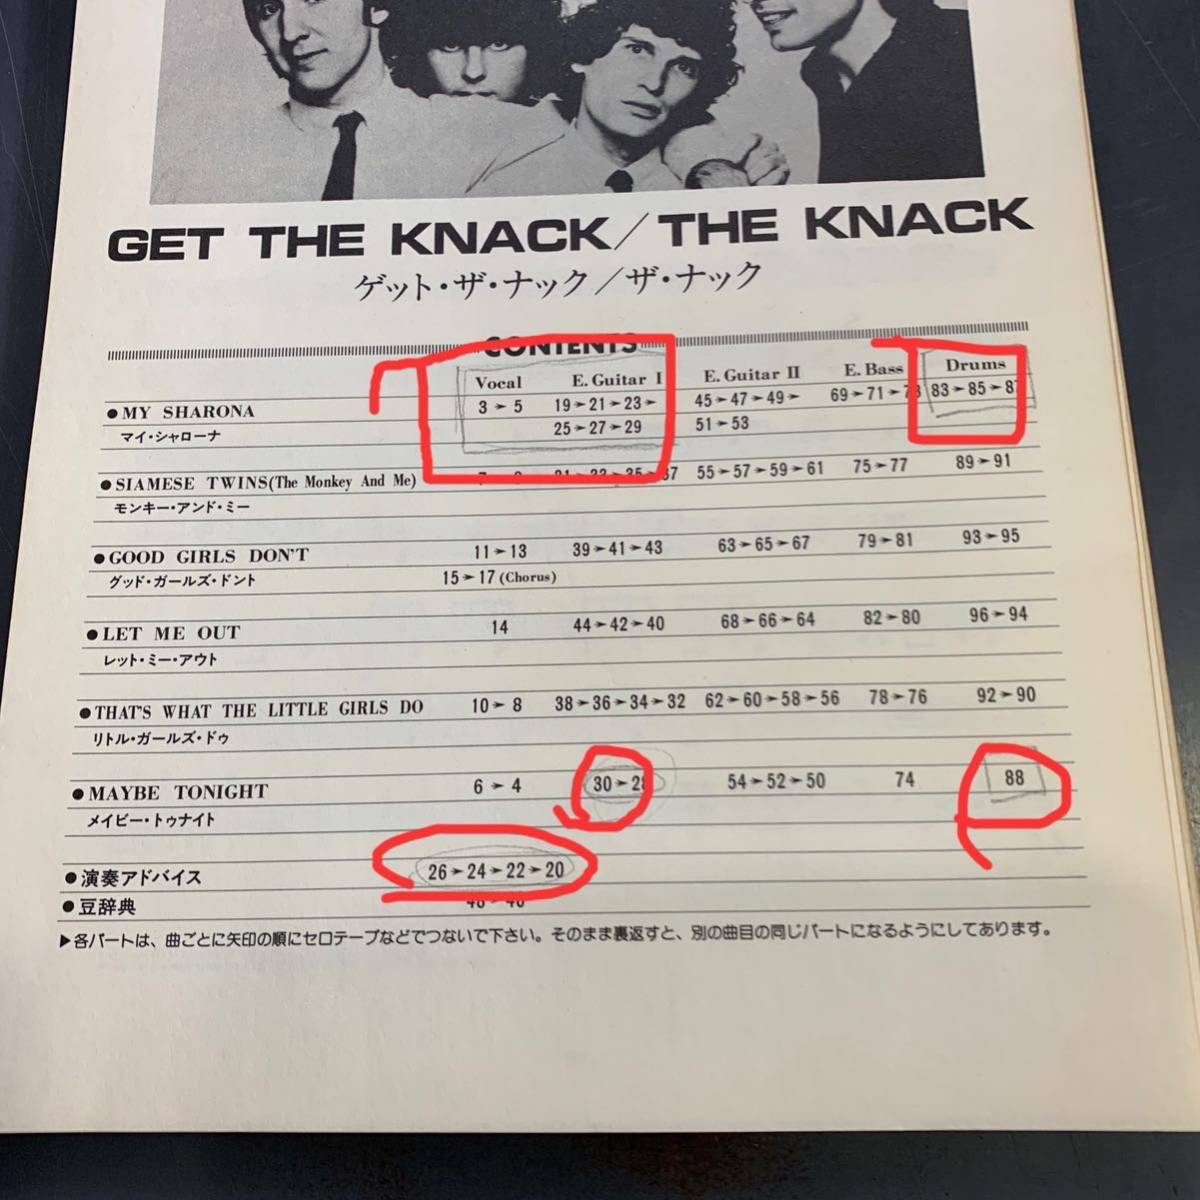 GET THE KNACK/THE KNACK
ゲット・ザ・ナック/ザ・ナック
CONTENTS
Vocal E. Guitar I E. Guitar II E. Bass Drums
●MY SHARONA 3➤5 19➤21➤23➤ 45➤47➤49➤ 69➤71➤73 83➤85➤87
マイ・シャローナ 25➤27➤29 51➤53
●SIAMESE TWINS(The Monkey And Me) 55➤57➤59➤61 75➤77 89➤91
モンキー・アンド・ミー
●GOOD GIRLS DON'T 11➤13 39➤41➤43 63➤65➤67 79➤81 93➤95
グッド・ガールズ・ドント 15➤17(Chorus)
●LET ME OUT 14 44➤42➤40 68➤66➤64 82➤80 96➤94
レット・ミー・アウト
●THAT'S WHAT THE LITTLE GIRLS DO 10➤8 38➤36➤34➤32 62➤60➤58➤56 78➤76 92➤90
リトル・ガールズ・ドゥ
●MAYBE TONIGHT 6➤4 30➤28 54➤52➤50 74 88
メイビー・トゥナイト
●演奏アドバイス 26➤24➤22➤20
●豆辞典
▶各パートは、曲ごとに矢印の順にセロテープなどでつないで下さい。そのまま裏返すと、別の曲目の同じパートになるようにしてあります。